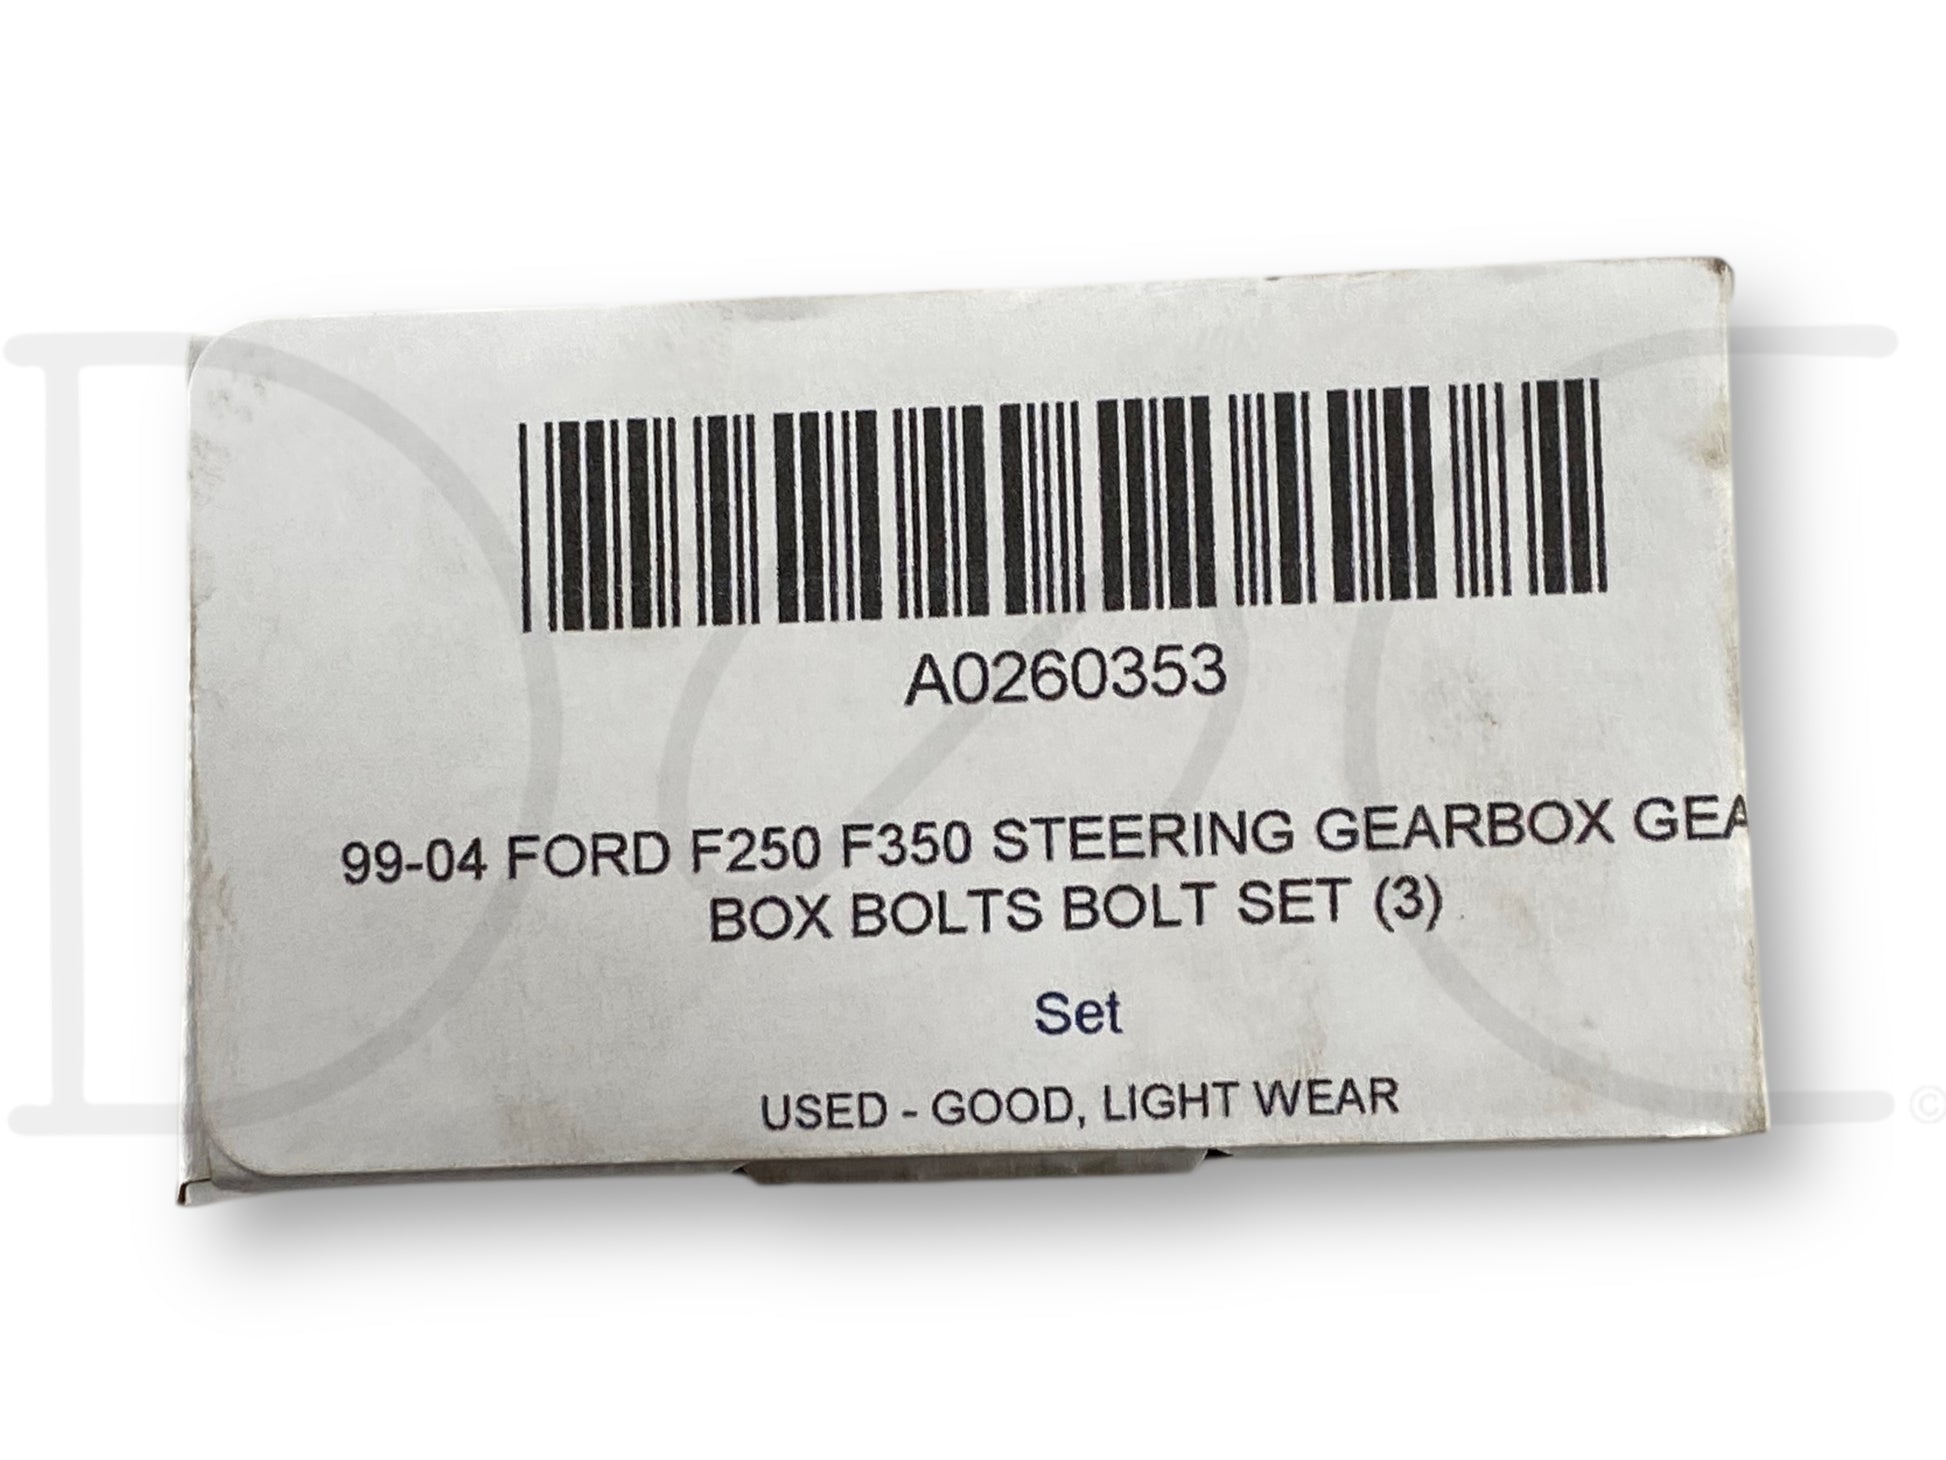 A0260353
99-04 FORD F250 F350 STEERING GEARBOX GEA
BOX BOLTS BOLT SET (3)
Set
USED - GOOD, LIGHT WEAR
©